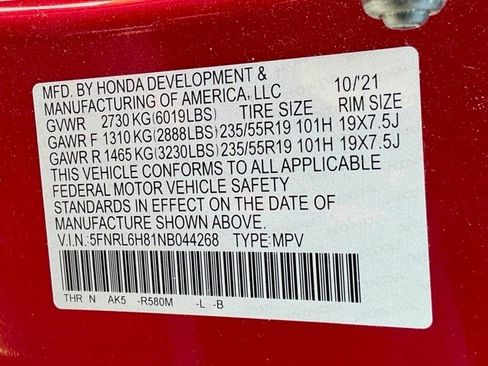 MFD. BY HONDA DEVELOPMENT &
MANUFACTURING OF AMERICA, LLC 10/'21
GVWR 2730 KG(6019LBS) TIRE SIZE RIM SIZE
GAWR F 1310 KG(2888LBS) 235/55R19 101H 19X7.5J
GAWR R 1465 KG(3230LBS) 235/55R19 101H 19X7.5J
THIS VEHICLE CONFORMS TO ALL APPLICABLE
FEDERAL MOTOR VEHICLE SAFETY
STANDARDS IN EFFECT ON THE DATE OF
MANUFACTURE SHOWN ABOVE.
V.I.N.:5FNRL6H81NB044268 TYPE:MPV
THR N AK5 -R580M -L -B